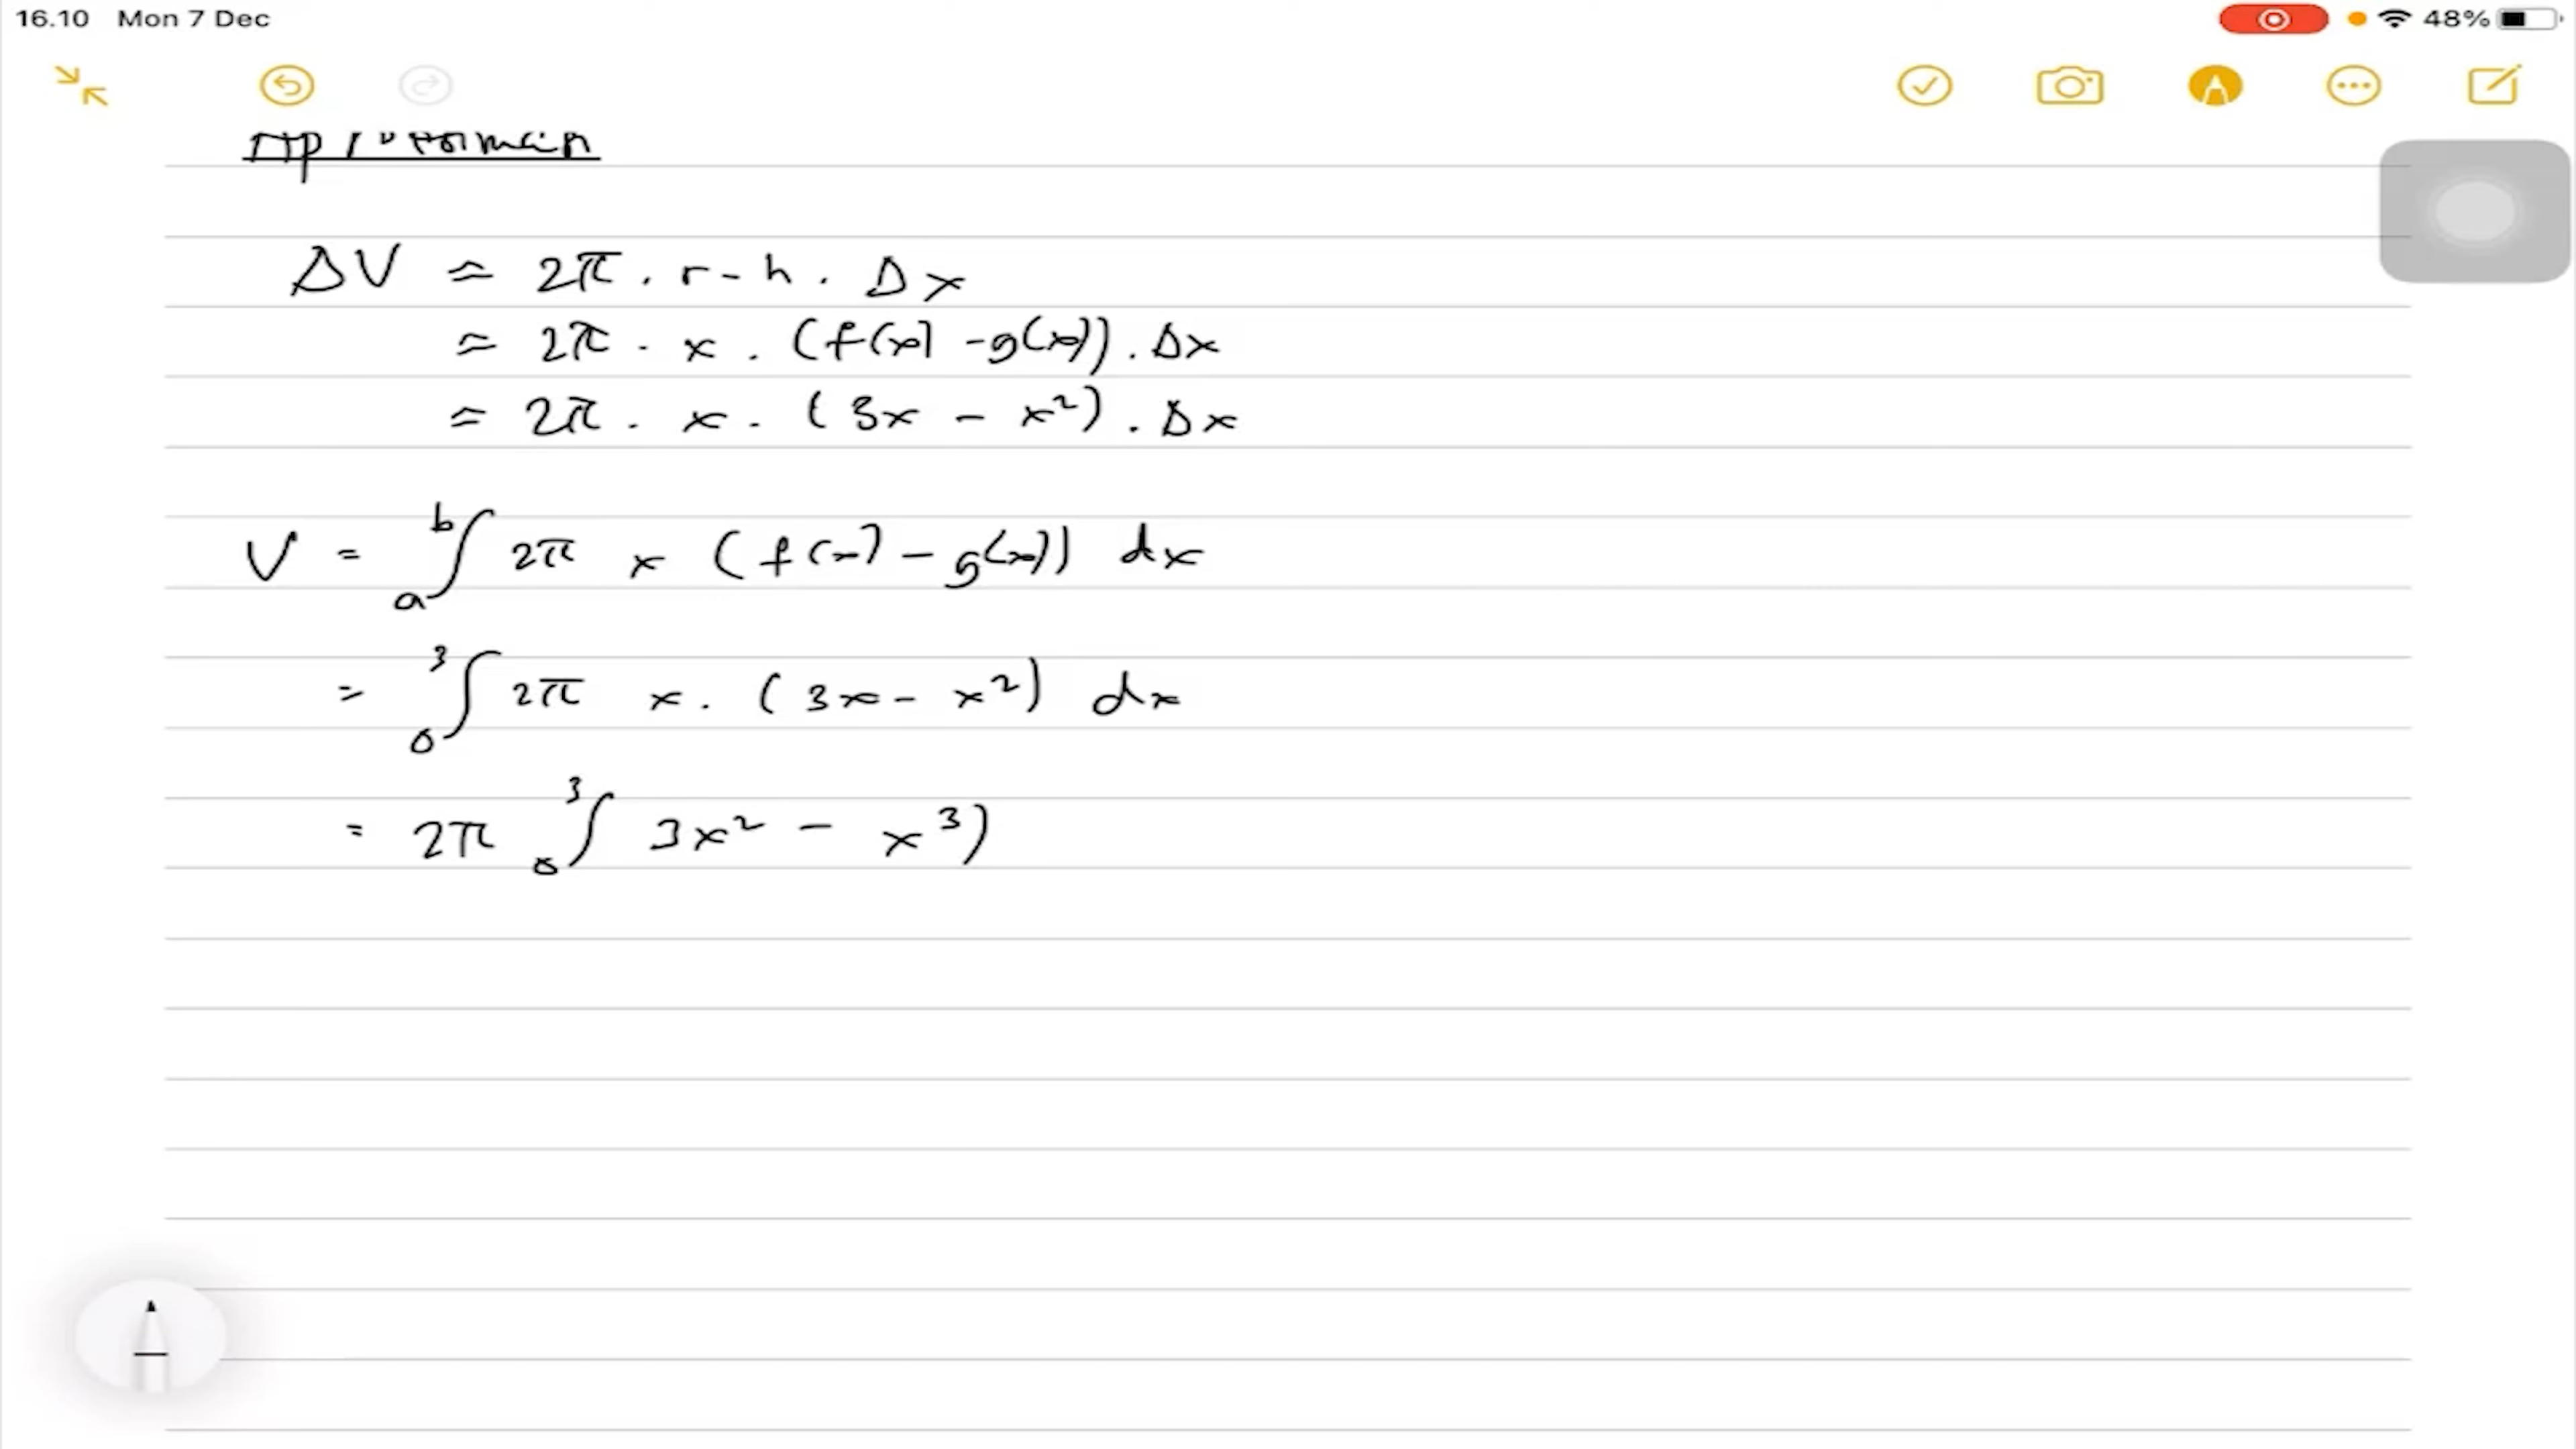 16.10 Mon 7 Dec 48%
ΔV ≈ 2π . r - h . Δx
≈ 2π . x . (f(x) - g(x)) . Δx
≈ 2π . x . (3x - x²) . Δx
V = a∫b 2π x (f(x) - g(x)) dx
= 0∫3 2π x . (3x - x²) dx
= 2π 0∫3 3x² - x³)